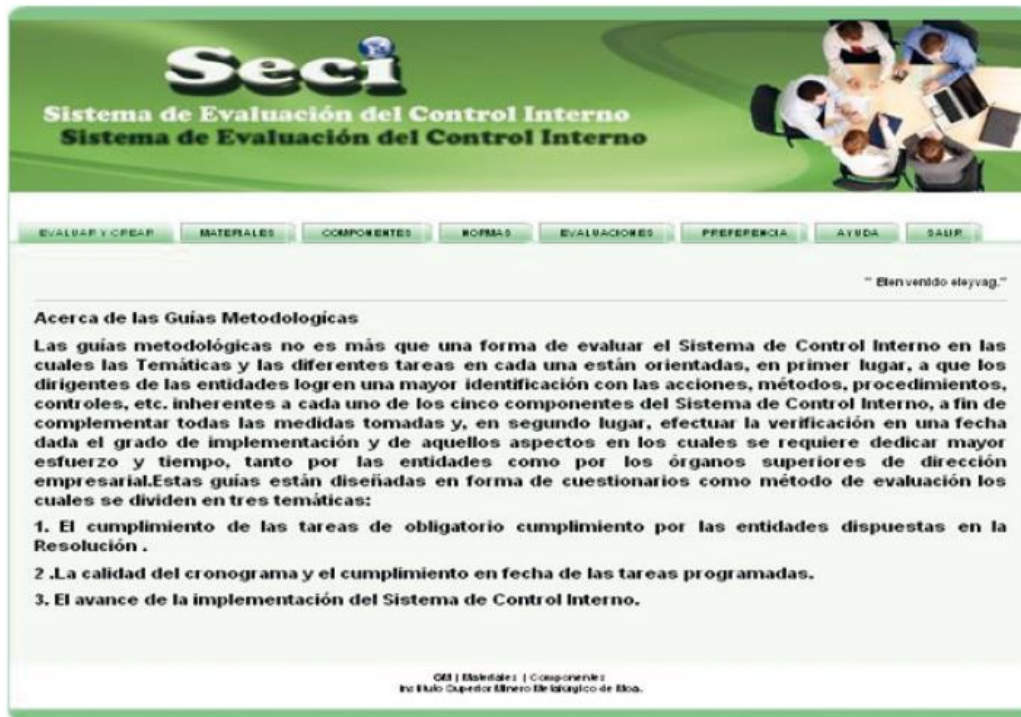 Seci
Sistema de Evaluación del Control Interno
Sistema de Evaluación del Control Interno
EVALUAR Y CREAR MATERIALES COMPONENTES NORMAS EVALUACIONES PREFERENCIA AYUDA SALIR
" Bienvenido eleyvag."
Acerca de las Guías Metodologícas
Las guías metodológicas no es más que una forma de evaluar el Sistema de Control Interno en las
cuales las Temáticas y las diferentes tareas en cada una están orientadas, en primer lugar, a que los
dirigentes de las entidades logren una mayor identificación con las acciones, métodos, procedimientos,
controles, etc. inherentes a cada uno de los cinco componentes del Sistema de Control Interno, a fin de
complementar todas las medidas tomadas y, en segundo lugar, efectuar la verificación en una fecha
dada el grado de implementación y de aquellos aspectos en los cuales se requiere dedicar mayor
esfuerzo y tiempo, tanto por las entidades como por los órganos superiores de dirección
empresarial.Estas guías están diseñadas en forma de cuestionarios como método de evaluación los
cuales se dividen en tres temáticas:
1. El cumplimiento de las tareas de obligatorio cumplimiento por las entidades dispuestas en la
Resolución .
2 .La calidad del cronograma y el cumplimiento en fecha de las tareas programadas.
3. El avance de la implementación del Sistema de Control Interno.
GM | Materiales | Componentes
Instituto Superior Minero Metalúrgico de Moa.